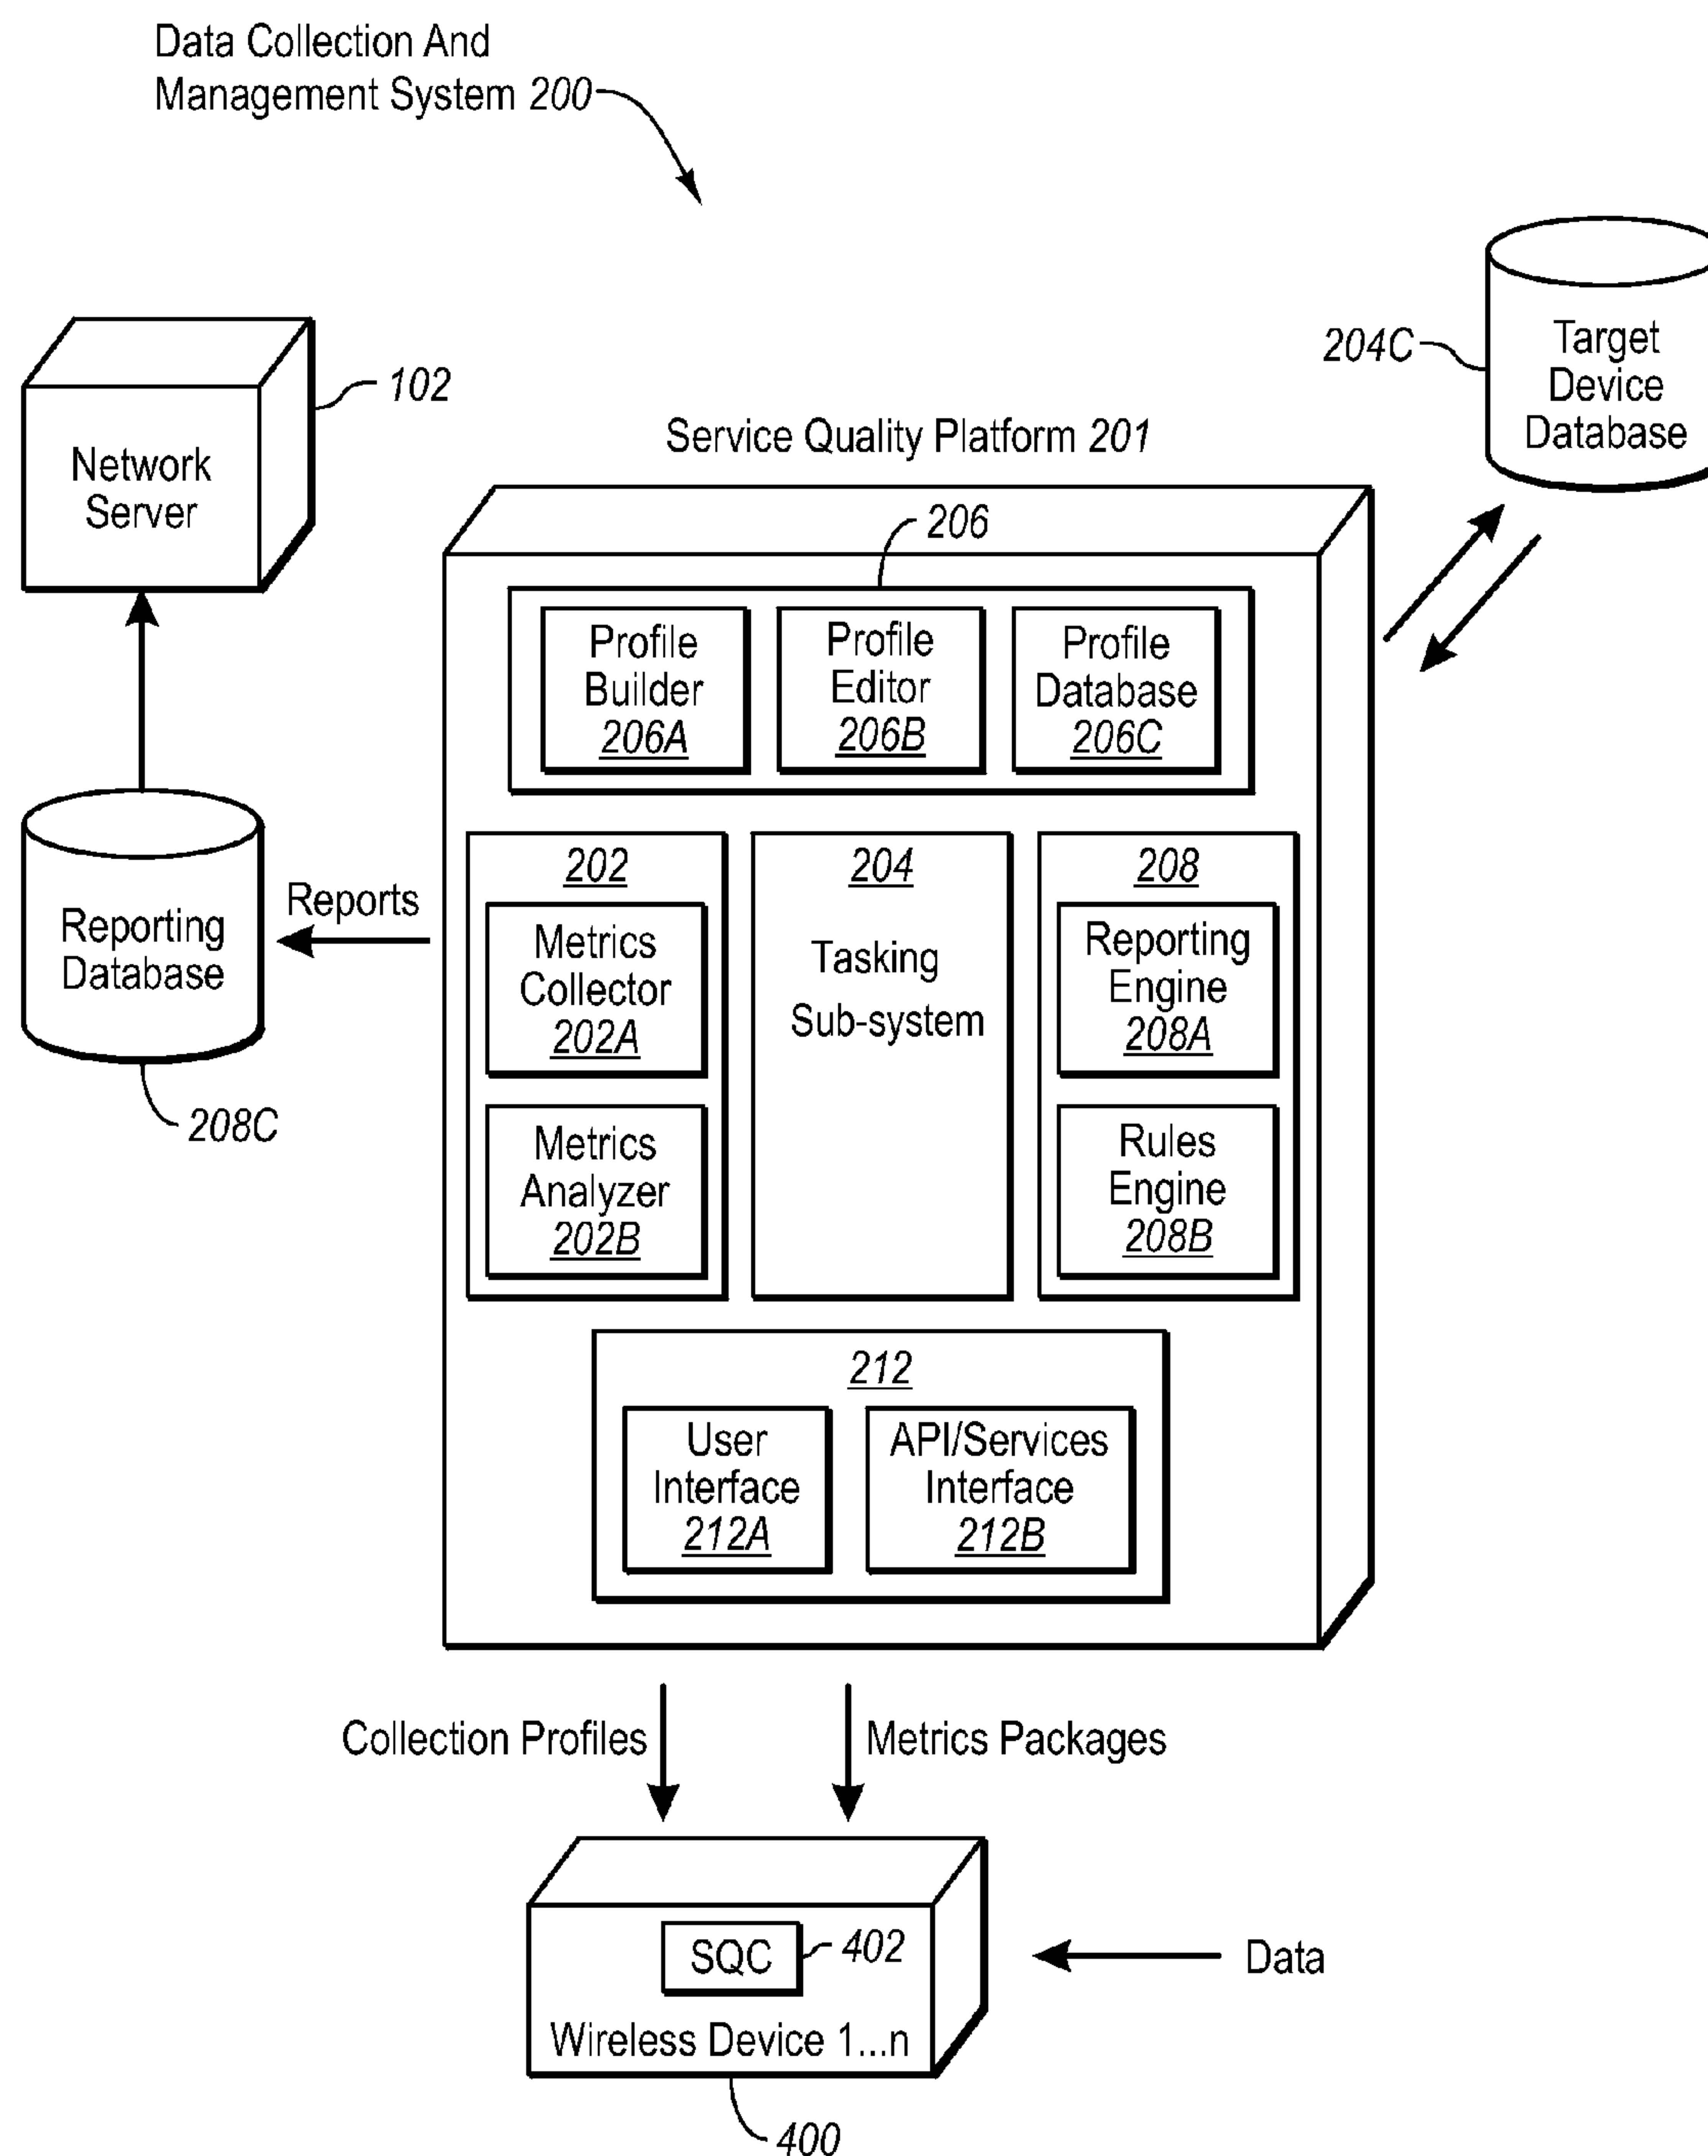 Data Collection And
Management System 200
204C
Target
Device
Database
102
Network
Server
Service Quality Platform 201
206
Profile
Builder
206A
Profile
Editor
206B
Profile
Database
206C
Reports
Reporting
Database
208C
202
Metrics
Collector
202A
Metrics
Analyzer
202B
204
Tasking
Sub-system
208
Reporting
Engine
208A
Rules
Engine
208B
212
User
Interface
212A
API/Services
Interface
212B
Collection Profiles
Metrics Packages
SQC
402
Wireless Device 1...n
400
Data